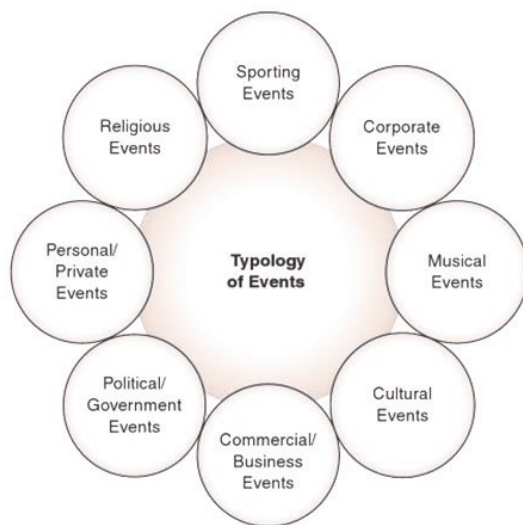 Sporting
Events
Corporate
Events
Musical
Events
Cultural
Events
Commercial/
Business
Events
Political/
Government
Events
Personal/
Private
Events
Religious
Events
Typology
of Events